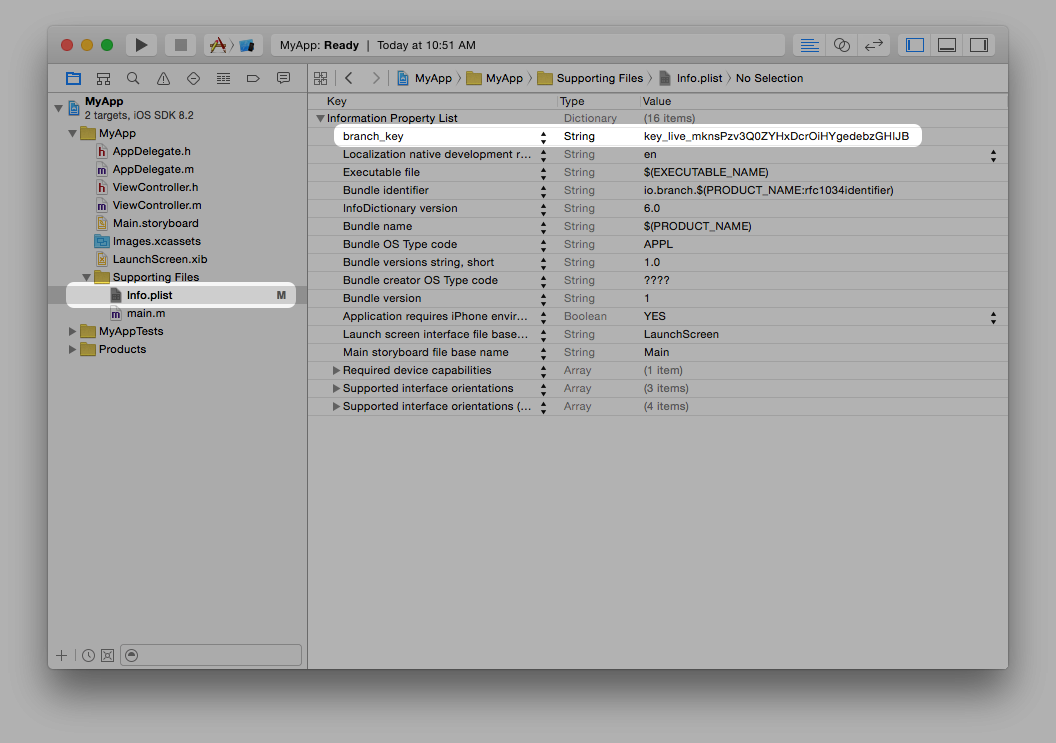 MyApp: Ready | Today at 10:51 AM
MyApp
2 targets, iOS SDK 8.2
MyApp
AppDelegate.h
AppDelegate.m
ViewController.h
ViewController.m
Main.storyboard
Images.xcassets
LaunchScreen.xib
Supporting Files
Info.plist M
main.m
MyAppTests
Products
MyApp MyApp Supporting Files Info.plist No Selection
Key Type Value
Information Property List Dictionary (16 items)
branch_key String key_live_mknsPzv3Q0ZYHxDcrOiHYgedebzGHIJB
Localization native development r... String en
Executable file String $(EXECUTABLE_NAME)
Bundle identifier String io.branch.$(PRODUCT_NAME:rfc1034identifier)
InfoDictionary version String 6.0
Bundle name String $(PRODUCT_NAME)
Bundle OS Type code String APPL
Bundle versions string, short String 1.0
Bundle creator OS Type code String ????
Bundle version String 1
Application requires iPhone envir... Boolean YES
Launch screen interface file base... String LaunchScreen
Main storyboard file base name String Main
Required device capabilities Array (1 item)
Supported interface orientations Array (3 items)
Supported interface orientations (... Array (4 items)